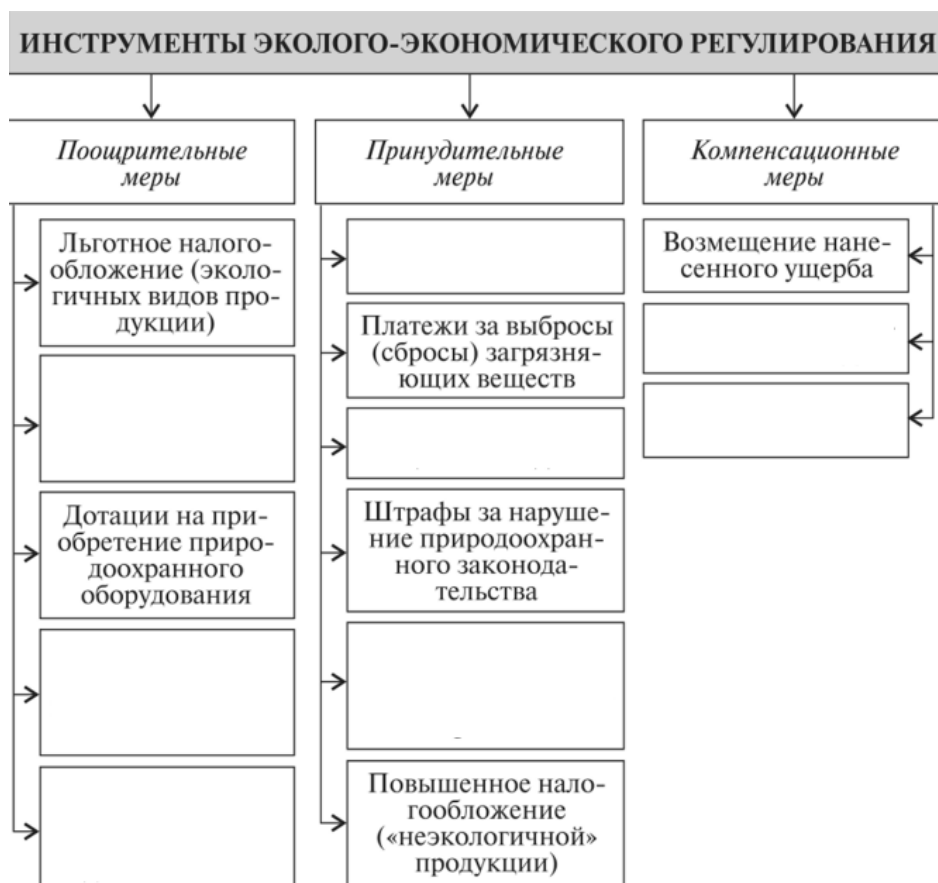 ИНСТРУМЕНТЫ ЭКОЛОГО-ЭКОНОМИЧЕСКОГО РЕГУЛИРОВАНИЯ
Поощрительные
меры
Льготное налого-
обложение (эколо-
гичных видов про-
дукции)
Дотации на при-
обретение приро-
доохранного
оборудования
Принудительные
меры
Платежи за выбросы
(сбросы) загрязня-
ющих веществ
Штрафы за наруше-
ние природоохран-
ного законода-
тельства
Повышенное нало-
гообложение
(«неэкологичной»
продукции)
Компенсационные
меры
Возмещение нане-
сенного ущерба